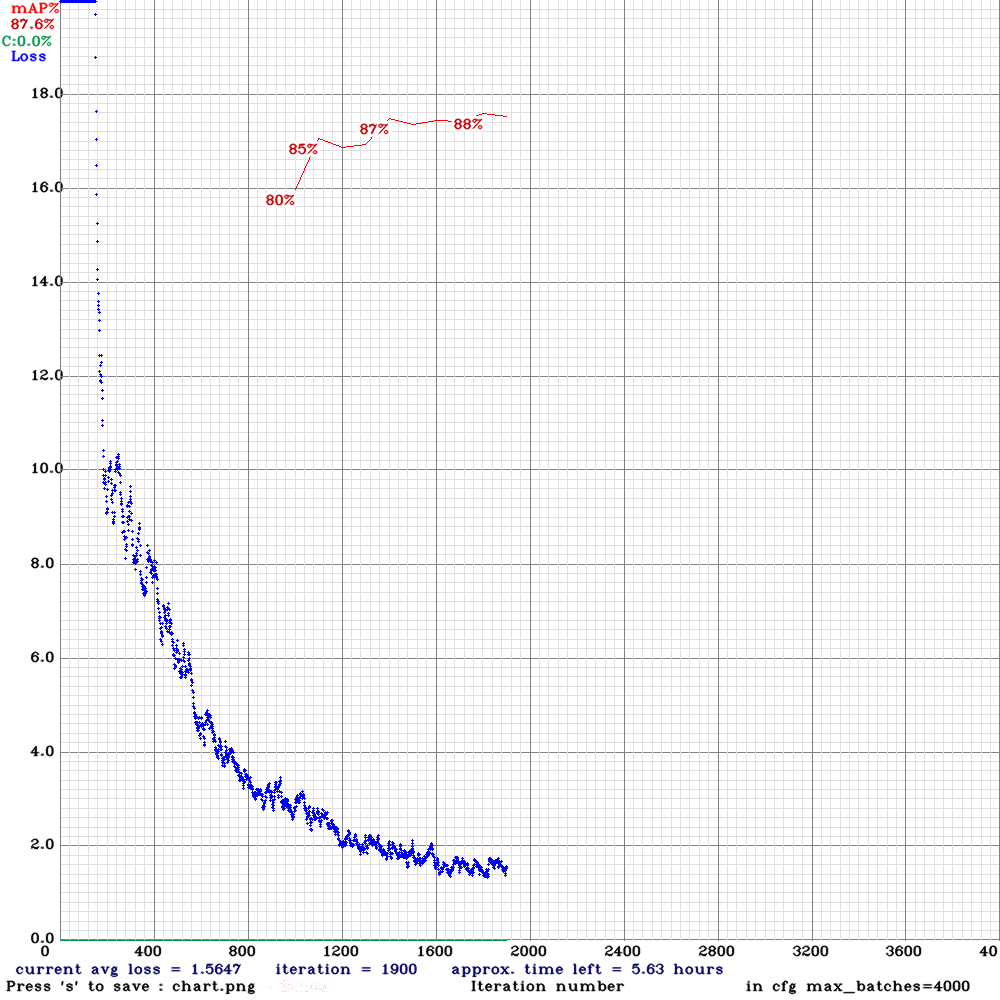 mAP%
87.6%
C:0.0%
Loss
18.0
88%
87%
85%
16.0
80%
14.0
12.0
10.0
8.0
6.0
4.0
2.0
0.0
0 400 800 1200 1600 2000 2400 2800 3200 3600 40
current avg loss = 1.5647 iteration = 1900 approx. time left = 5.63 hours
Press 's' to save : chart.png - Iteration number in cfg max_batches=4000